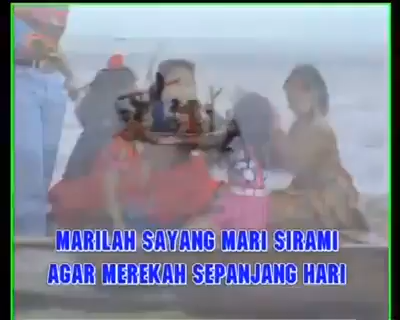 MARILAH SAYANG MARI SIRAMI
AGAR MEREKAH SEPANJANG HARI